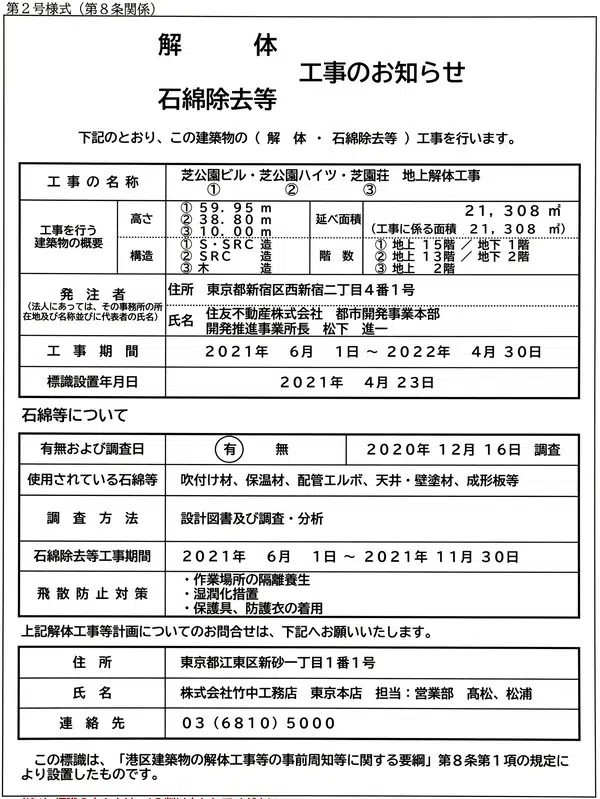 第２号様式（第８条関係）
解　　体
工事のお知らせ
石綿除去等
下記のとおり、この建築物の（ 解　体 ・ 石綿除去等 ）工事を行います。
工 事 の 名 称
芝公園ビル・芝公園ハイツ・芝園荘　地上解体工事
①　②　③
工事を行う
建築物の概要
高さ
① ５９．９５ ｍ
② ３８．８０ ｍ
③ １０．００ ｍ
延べ面積
２１，３０８ ㎡
（工事に係る面積　２１，３０８ ㎡）
構造
① Ｓ・ＳＲＣ 造
② ＳＲＣ　造
③ 木　造
階　数
① 地上 １５階 ／ 地下 １階
② 地上 １３階 ／ 地下 ２階
③ 地上　２階
発 注 者
（法人にあっては、その事務所の所
在地及び名称並びに代表者の氏名）
住所　東京都新宿区西新宿二丁目４番１号
氏名　住友不動産株式会社　都市開発事業本部
開発推進事業所長　松下　進一
工 事 期 間
２０２１年　６月　１日 ～ ２０２２年　４月 ３０日
標識設置年月日
２０２１年　４月 ２３日
石綿等について
有無および調査日
有　無
２０２０年 １２月 １６日　調査
使用されている石綿等
吹付け材、保温材、配管エルボ、天井・壁塗材、成形板等
調 査 方 法
設計図書及び調査・分析
石綿除去等工事期間
２０２１年　６月　１日 ～ ２０２１年 １１月 ３０日
飛 散 防 止 対 策
・作業場所の隔離養生
・湿潤化措置
・保護具、防護衣の着用
上記解体工事等計画についてのお問合せは、下記へお願いいたします。
住　所
東京都江東区新砂一丁目１番１号
氏　名
株式会社竹中工務店　東京本店　担当：営業部　髙松、松浦
連 絡 先
０３（６８１０）５０００
この標識は、「港区建築物の解体工事等の事前周知等に関する要綱」第８条第１項の規定に
より設置したものです。